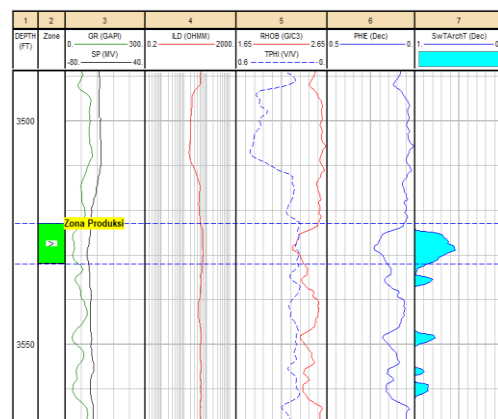 1 2 3 4 5 6 7
DEPTH (FT) Zone GR (GAPI) ILD (OHMM) RHOB (G/C3) PHIE (Dec) SwTArchT (Dec)
0. 300. 0.2 2000. 1.65 2.65 0.5 0. 1. 0.
SP (MV) TPHI (V/V)
-80. 40. 0.6 -0.
3500
Zona Produksi
3550